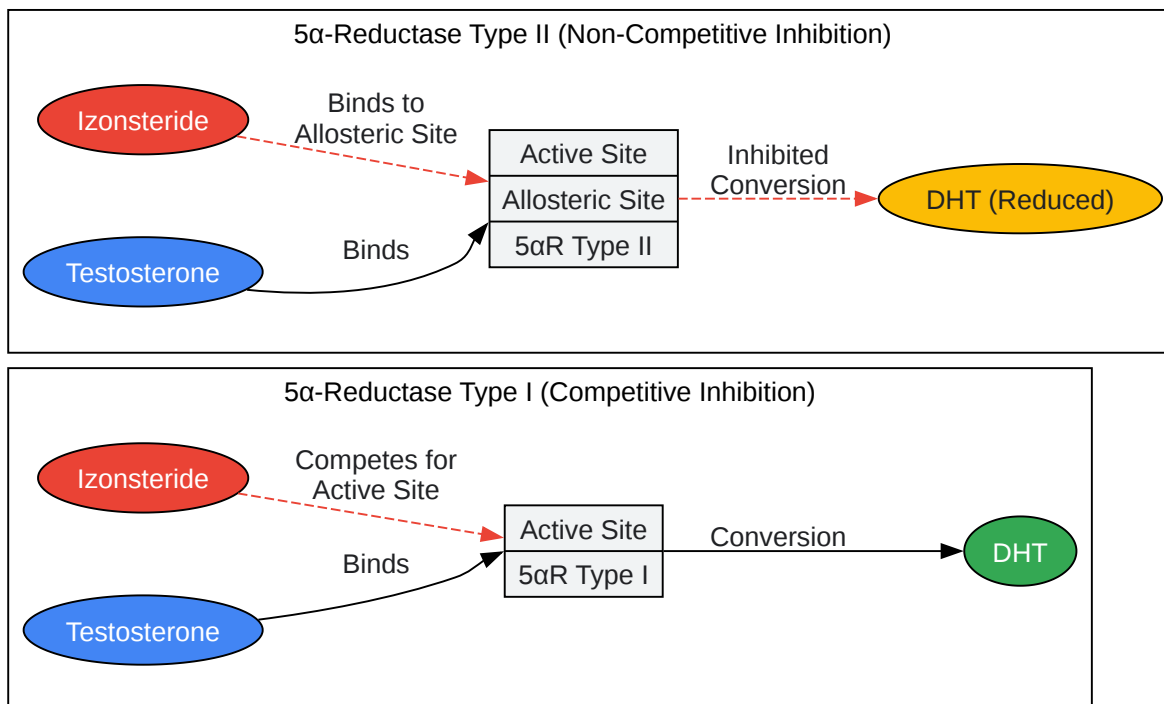 5α-Reductase Type II (Non-Competitive Inhibition)
Izonsteride
Binds to
Allosteric Site
Testosterone
Binds
Active Site
Allosteric Site
5αR Type II
Inhibited
Conversion
DHT (Reduced)
5α-Reductase Type I (Competitive Inhibition)
Izonsteride
Competes for
Active Site
Testosterone
Binds
Active Site
5αR Type I
Conversion
DHT